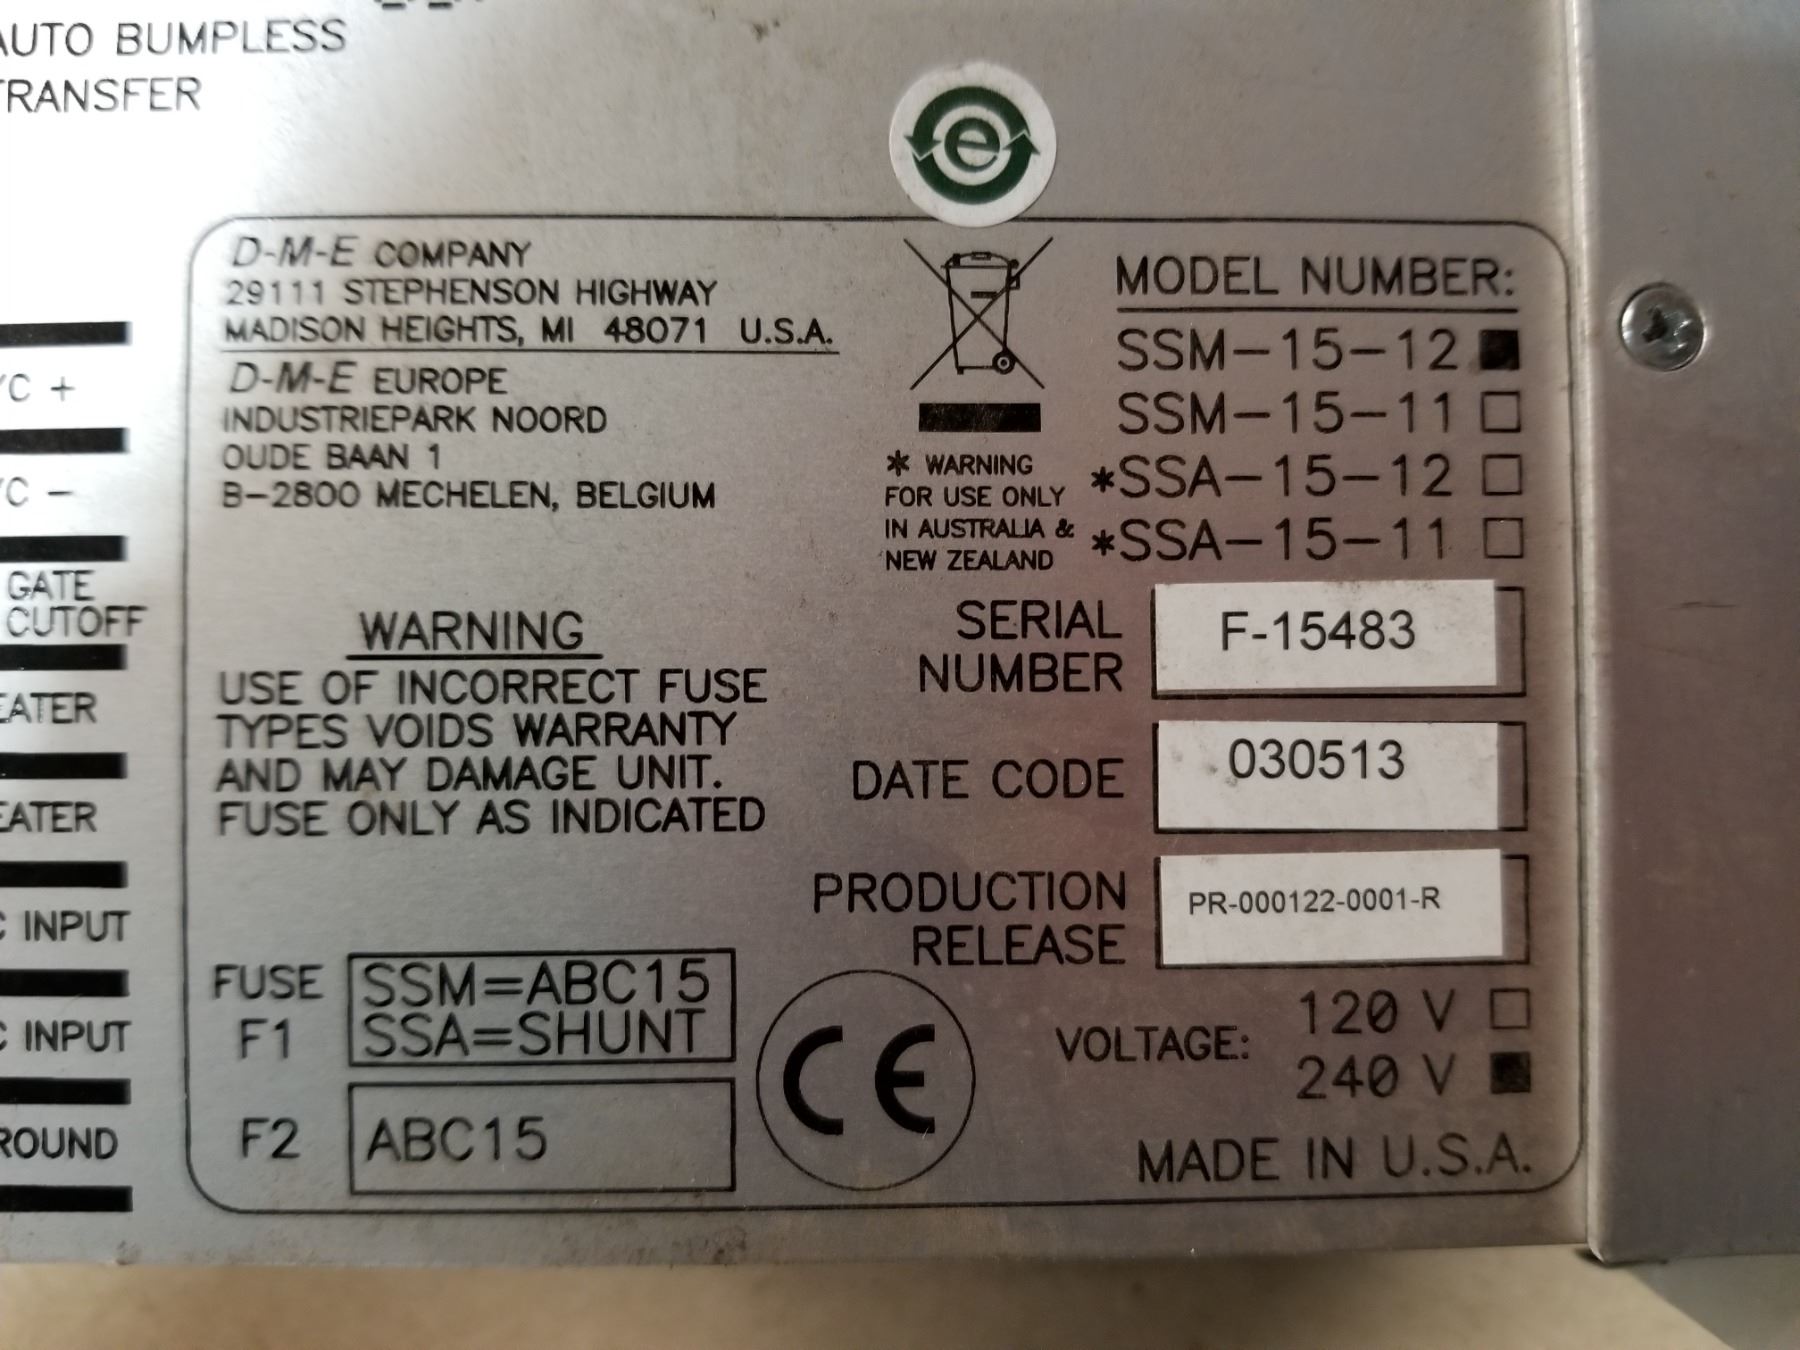 AUTO BUMPLESS
TRANSFER
/C +
/C –
GATE
CUTOFF
EATER
EATER
C INPUT
C INPUT
ROUND
e
D-M-E COMPANY
29111 STEPHENSON HIGHWAY
MADISON HEIGHTS, MI 48071 U.S.A.
D-M-E EUROPE
INDUSTRIEPARK NOORD
OUDE BAAN 1
B-2800 MECHELEN, BELGIUM
* WARNING
FOR USE ONLY
IN AUSTRALIA &
NEW ZEALAND
MODEL NUMBER:
SSM-15-12 ■
SSM-15-11 □
*SSA-15-12 □
*SSA-15-11 □
WARNING
USE OF INCORRECT FUSE
TYPES VOIDS WARRANTY
AND MAY DAMAGE UNIT.
FUSE ONLY AS INDICATED
SERIAL
NUMBER
F-15483
DATE CODE
030513
PRODUCTION
RELEASE
PR-000122-0001-R
FUSE
F1
SSM=ABC15
SSA=SHUNT
F2
ABC15
CE
VOLTAGE:
120 V □
240 V ■
MADE IN U.S.A.